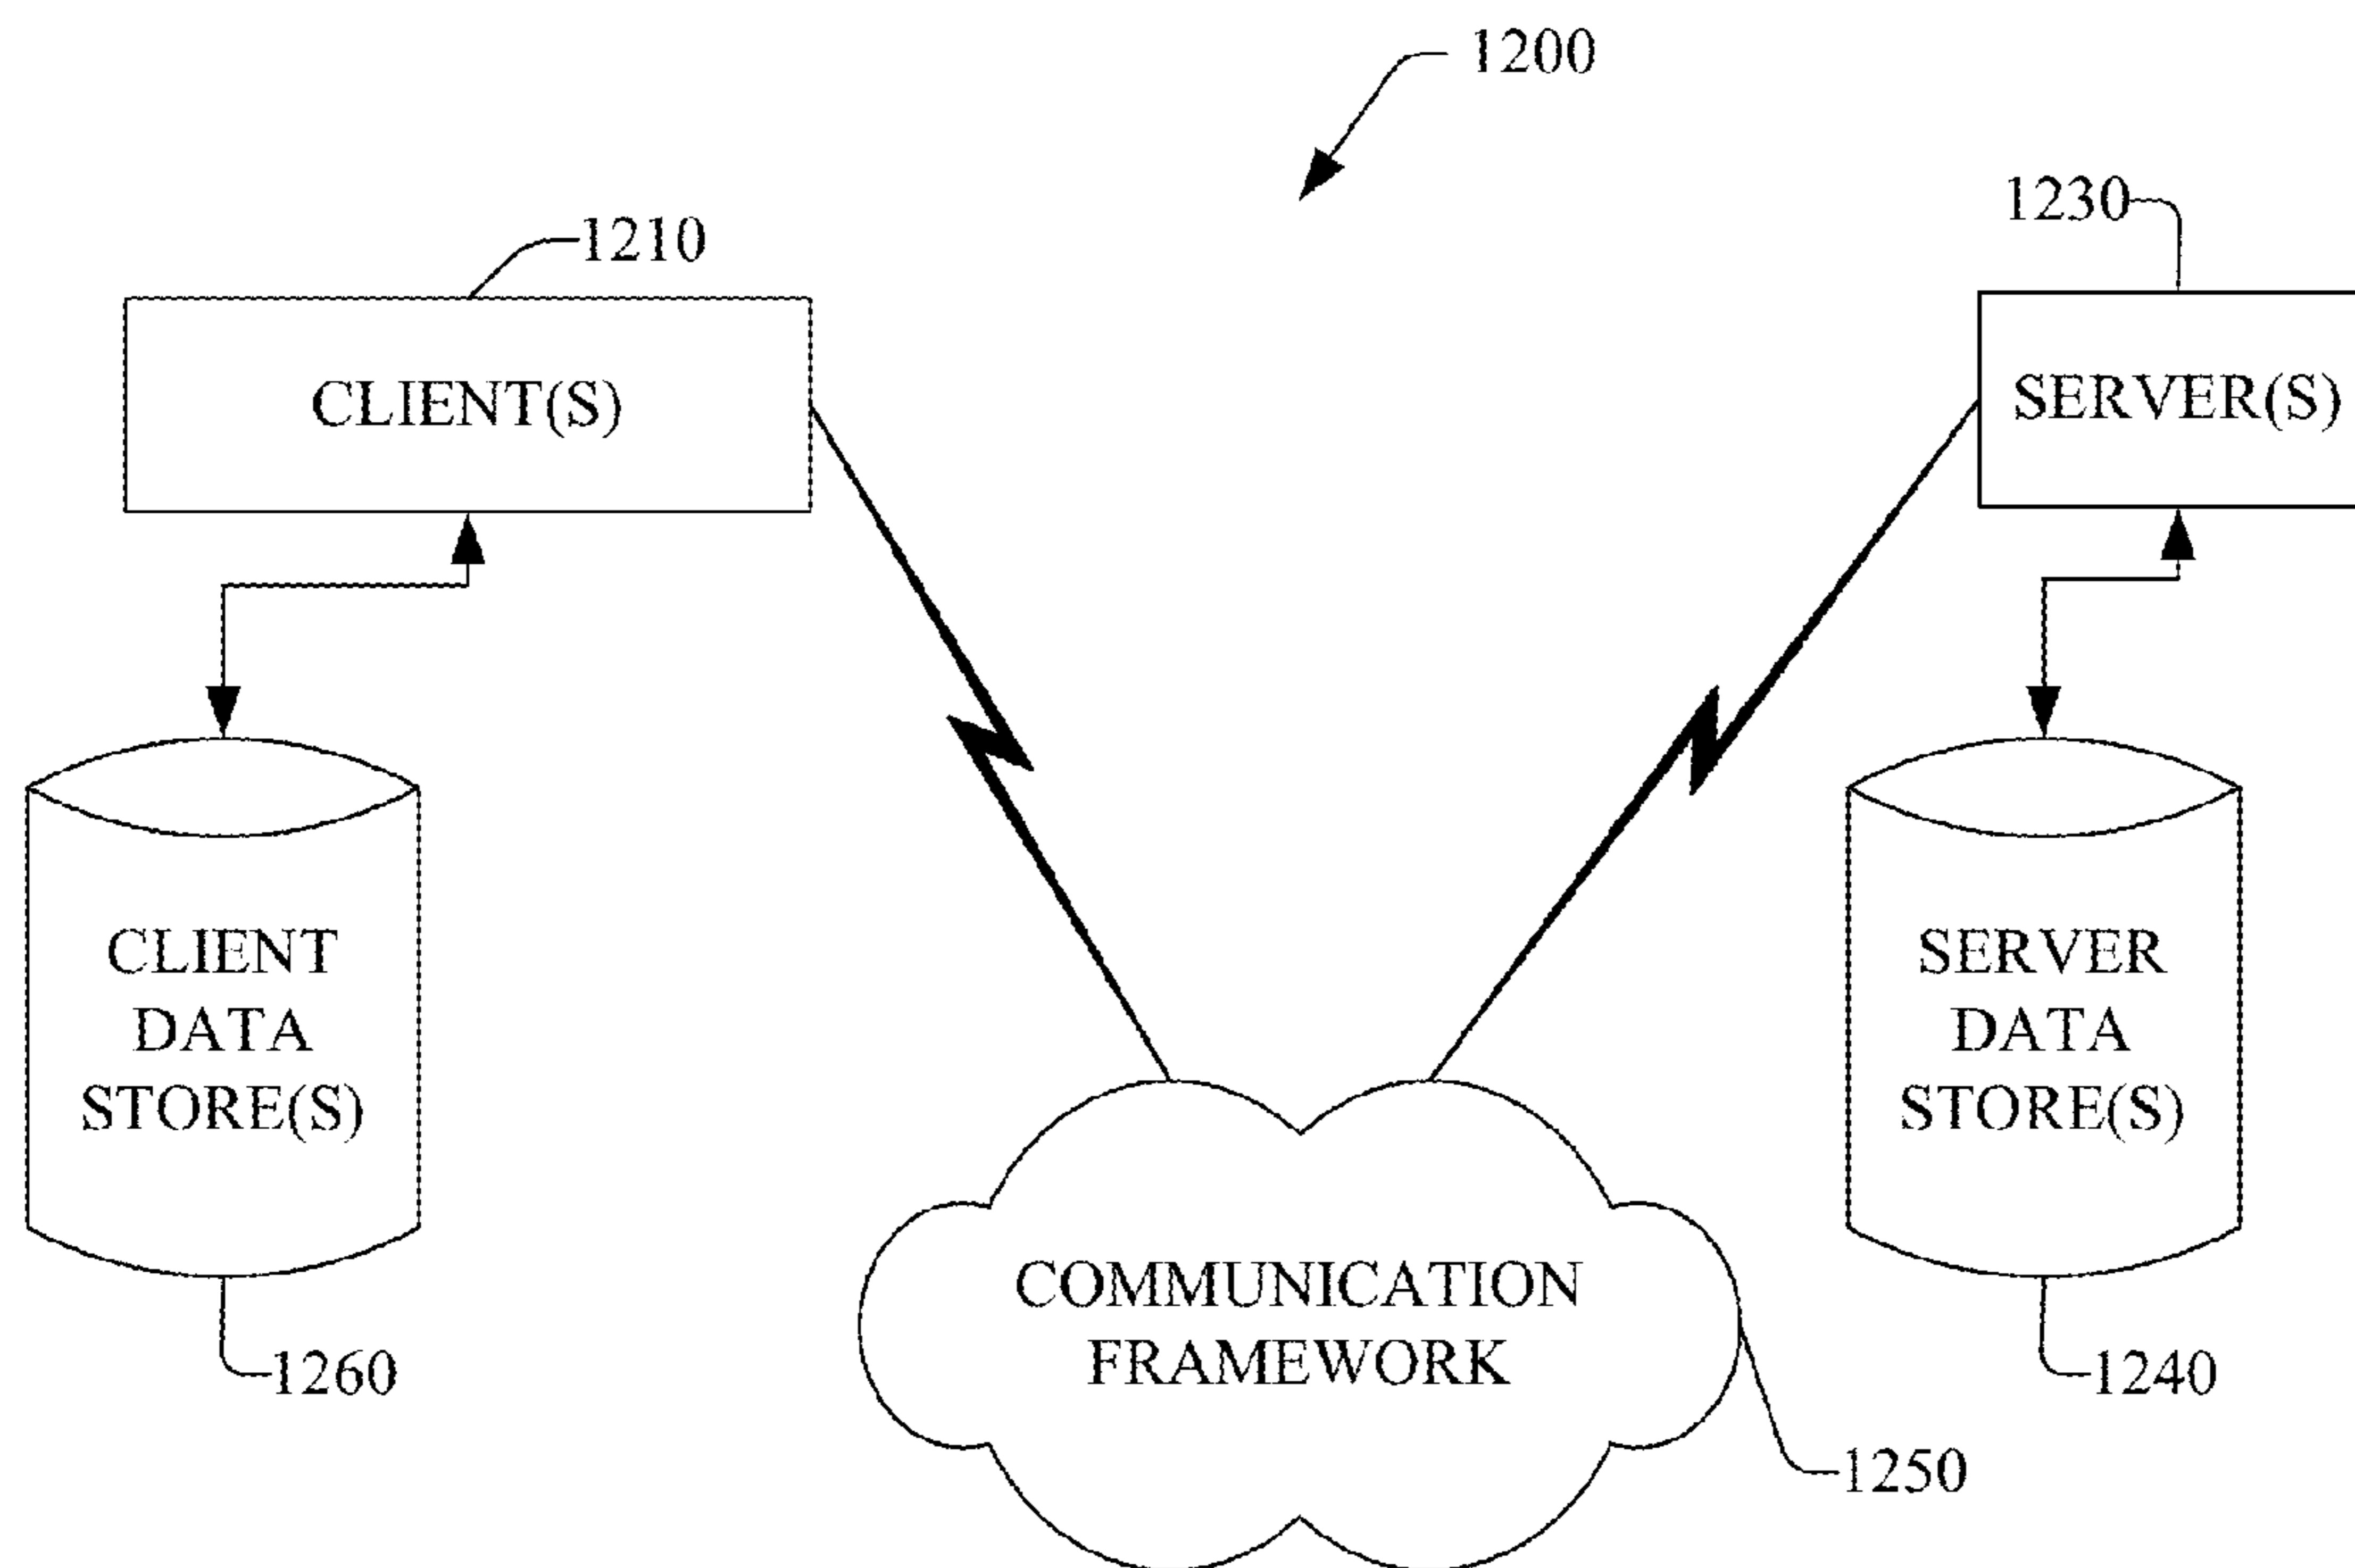 1200
1230
1210
CLIENT(S)
SERVER(S)
CLIENT
DATA
STORE(S)
SERVER
DATA
STORE(S)
COMMUNICATION
FRAMEWORK
1260
1240
1250